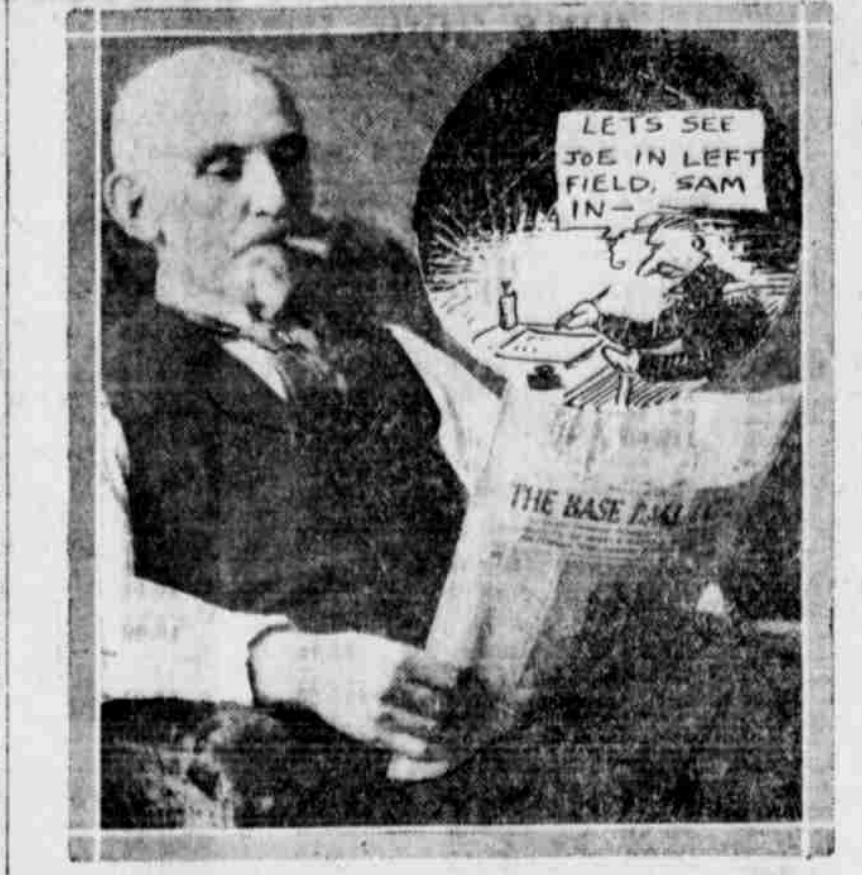 LETS SEE
JOE IN LEFT
FIELD, SAM
IN—
THE BASE